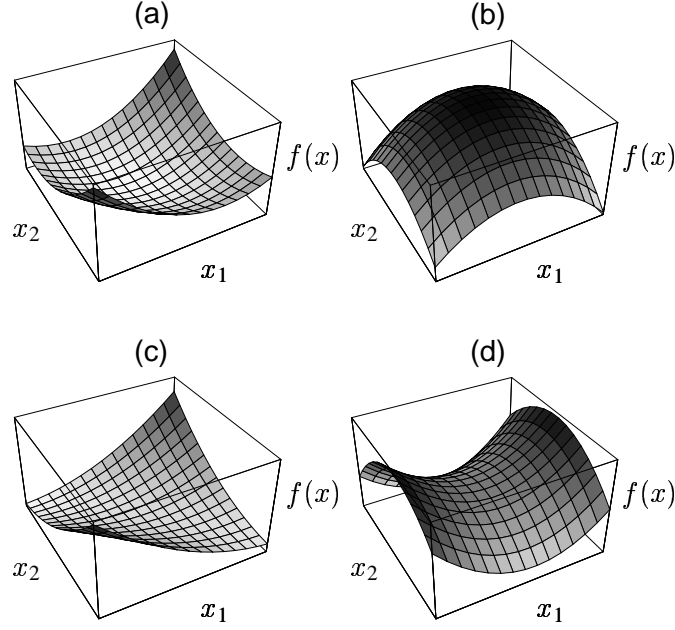 (a) (b)
f(x) f(x)
x₂ x₂
x₁ x₁
(c) (d)
f(x) f(x)
x₂ x₂
x₁ x₁